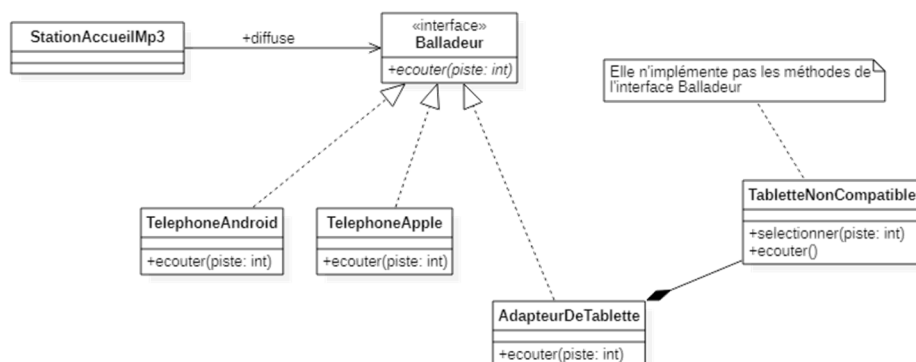 StationAccueilMp3
+diffuse
«interface»
Balladeur
+ecouter(piste: int)
Elle n'implémente pas les méthodes de
l'interface Balladeur
TelephoneAndroid
+ecouter(piste: int)
TelephoneApple
+ecouter(piste: int)
TabletteNonCompatible
+selectionner(piste: int)
+ecouter()
AdapteurDeTablette
+ecouter(piste: int)